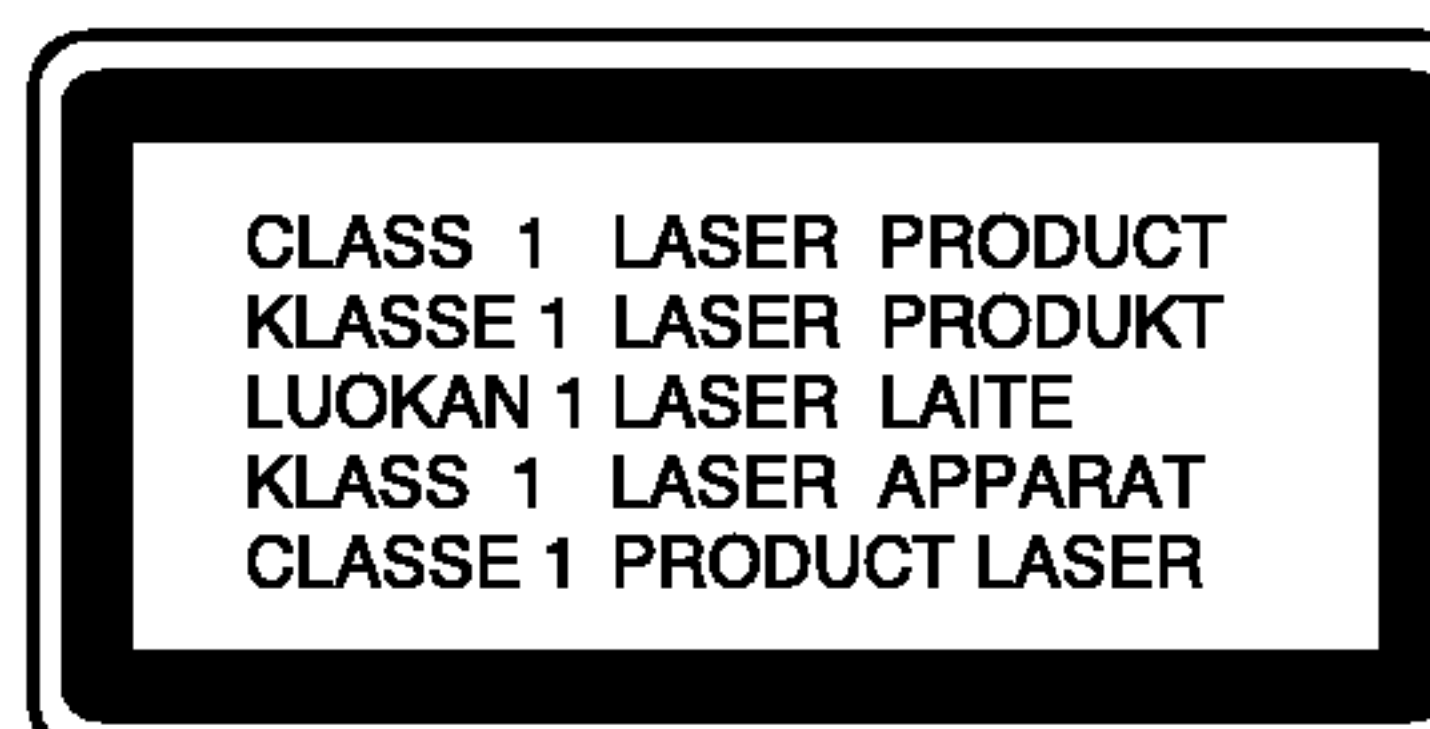 CLASS 1 LASER PRODUCT
KLASSE 1 LASER PRODUKT
LUOKAN 1 LASER LAITE
KLASS 1 LASER APPARAT
CLASSE 1 PRODUCT LASER